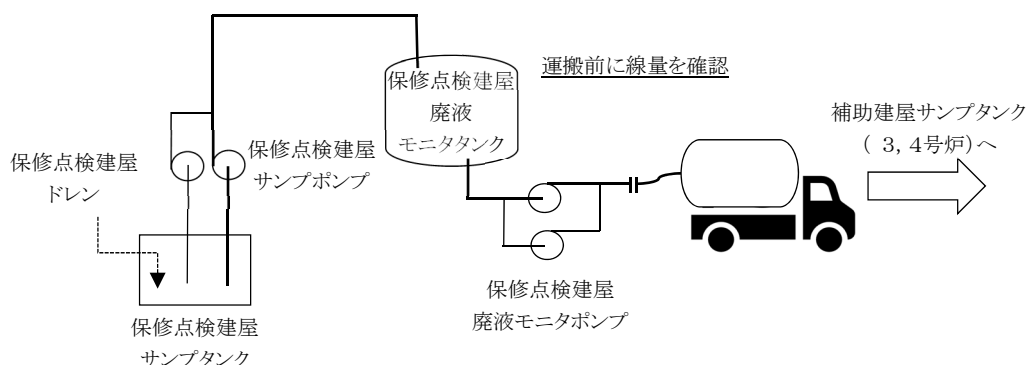 運搬前に線量を確認
保修点検建屋
廃液
モニタタンク
補助建屋サンプタンク
( 3,4号炉)へ
保修点検建屋
サンプポンプ
保修点検建屋
ドレン
保修点検建屋
廃液モニタポンプ
保修点検建屋
サンプタンク